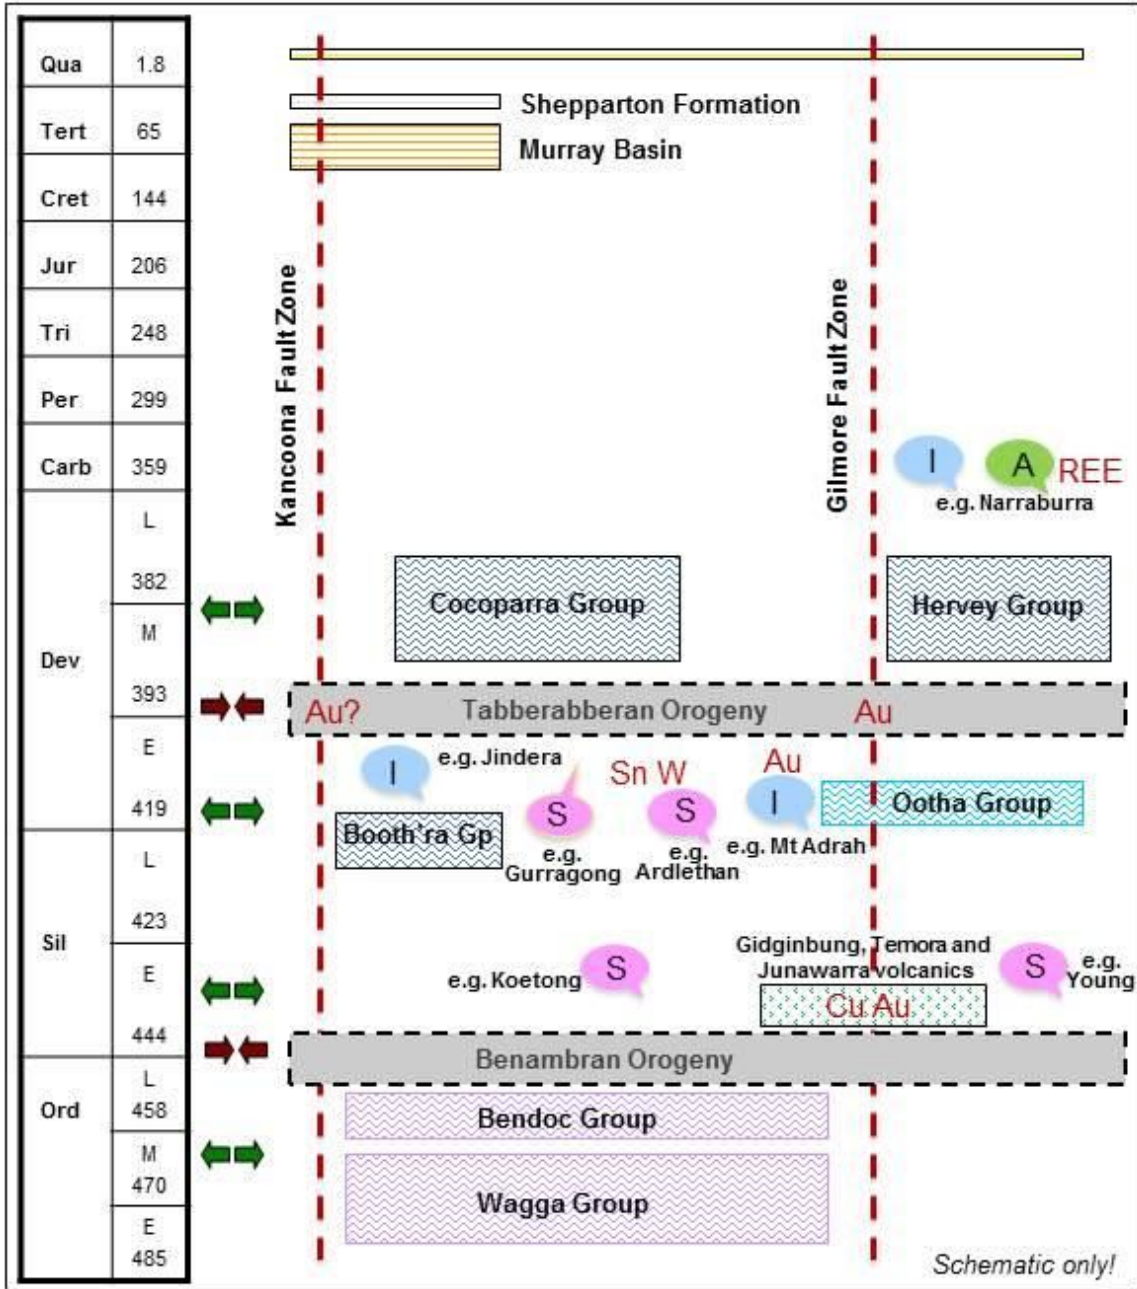 Qua 1.8
Tert 65
Cret 144
Jur 206
Tri 248
Per 299
Carb 359
Dev
L
382
M
393
E
419
Sil
L
423
E
444
Ord
L
458
M
470
E
485
Shepparton Formation
Murray Basin
Kancoona Fault Zone
Gilmore Fault Zone
I
A
REE
e.g. Narraburra
Cocoparra Group
Hervey Group
Au?
Tabberabberan Orogeny
Au
I
e.g. Jindera
S
e.g.
Gurragong
Sn W
S
e.g.
Ardlethan
Au
I
e.g. Mt Adrah
Ootha Group
Booth'ra Gp
e.g. Koetong
S
Gidginbung, Temora and
Junawarra volcanics
Cu Au
S
e.g.
Young
Benambran Orogeny
Bendoc Group
Wagga Group
Schematic only!